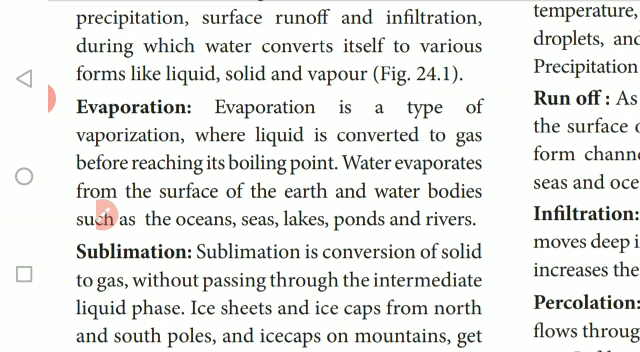 precipitation, surface runoff and infiltration,
during which water converts itself to various
forms like liquid, solid and vapour (Fig. 24.1).
Evaporation: Evaporation is a type of
vaporization, where liquid is converted to gas
before reaching its boiling point. Water evaporates
from the surface of the earth and water bodies
such as the oceans, seas, lakes, ponds and rivers.
Sublimation: Sublimation is conversion of solid
to gas, without passing through the intermediate
liquid phase. Ice sheets and ice caps from north
and south poles, and icecaps on mountains, get
temperature,
droplets, and
Precipitation
Run off : As
the surface
form
seas and
Infiltration:
moves deep
increases the
Percolation:
flows